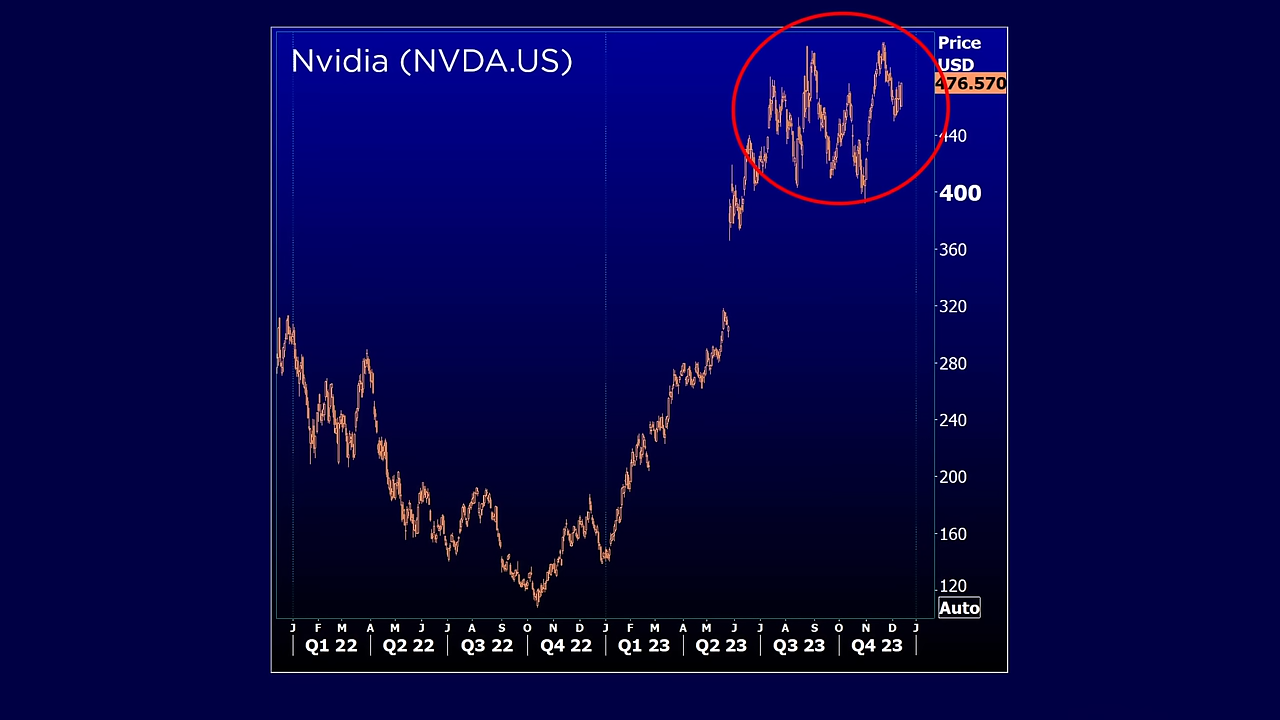 Nvidia (NVDA.US)
Price
USD
476.570
440
400
360
320
280
240
200
160
120
Auto
J F M A M J J A S O N D J F M A M J J A S O N D J
Q1 22 Q2 22 Q3 22 Q4 22 Q1 23 Q2 23 Q3 23 Q4 23